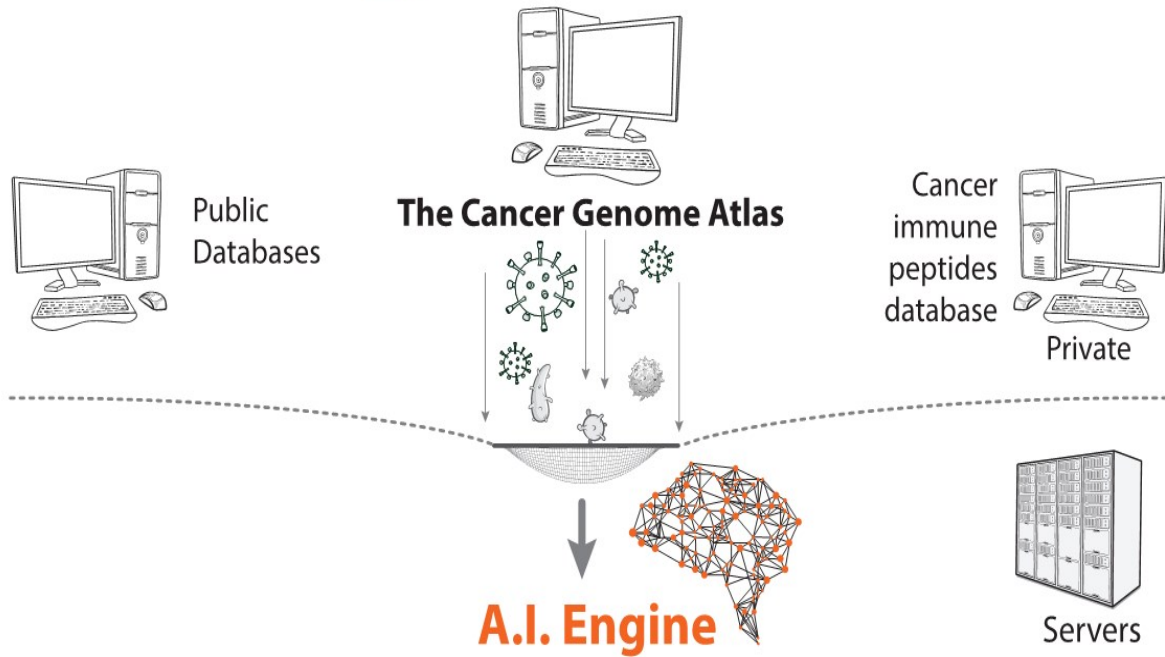 The Cancer Genome Atlas
Public
Databases
Cancer
immune
peptides
database
Private
A.I. Engine
Servers